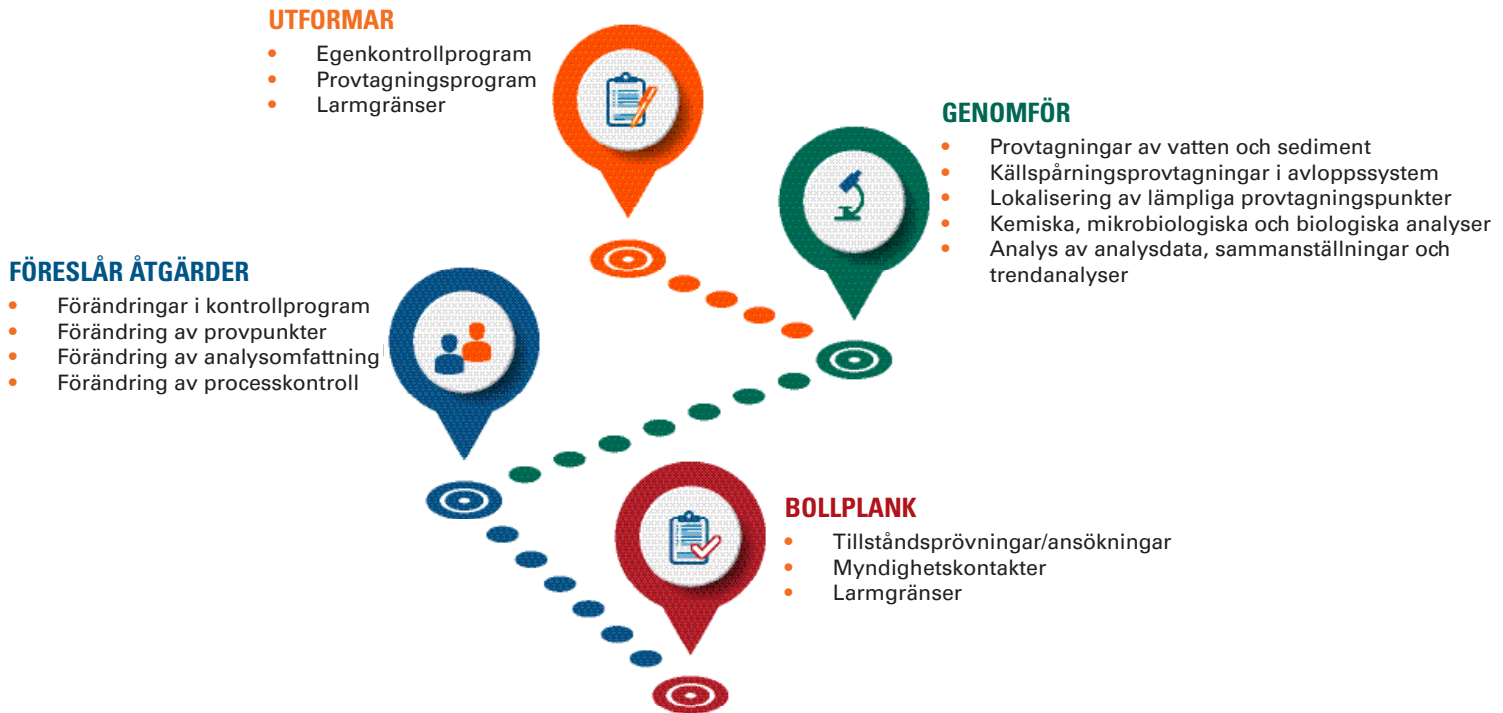 UTFORMAR
• Egenkontrollprogram
• Provtagningsprogram
• Larmgränser
GENOMFÖR
• Provtagningar av vatten och sediment
• Källspårningsprovtagningar i avloppssystem
• Lokalisering av lämpliga provtagningspunkter
• Kemiska, mikrobiologiska och biologiska analyser
• Analys av analysdata, sammanställningar och
trendanalyser
FÖRESLÅR ÅTGÄRDER
• Förändringar i kontrollprogram
• Förändring av provpunkter
• Förändring av analysomfattning
• Förändring av processkontroll
BOLLPLANK
• Tillståndsprövningar/ansökningar
• Myndighetskontakter
• Larmgränser